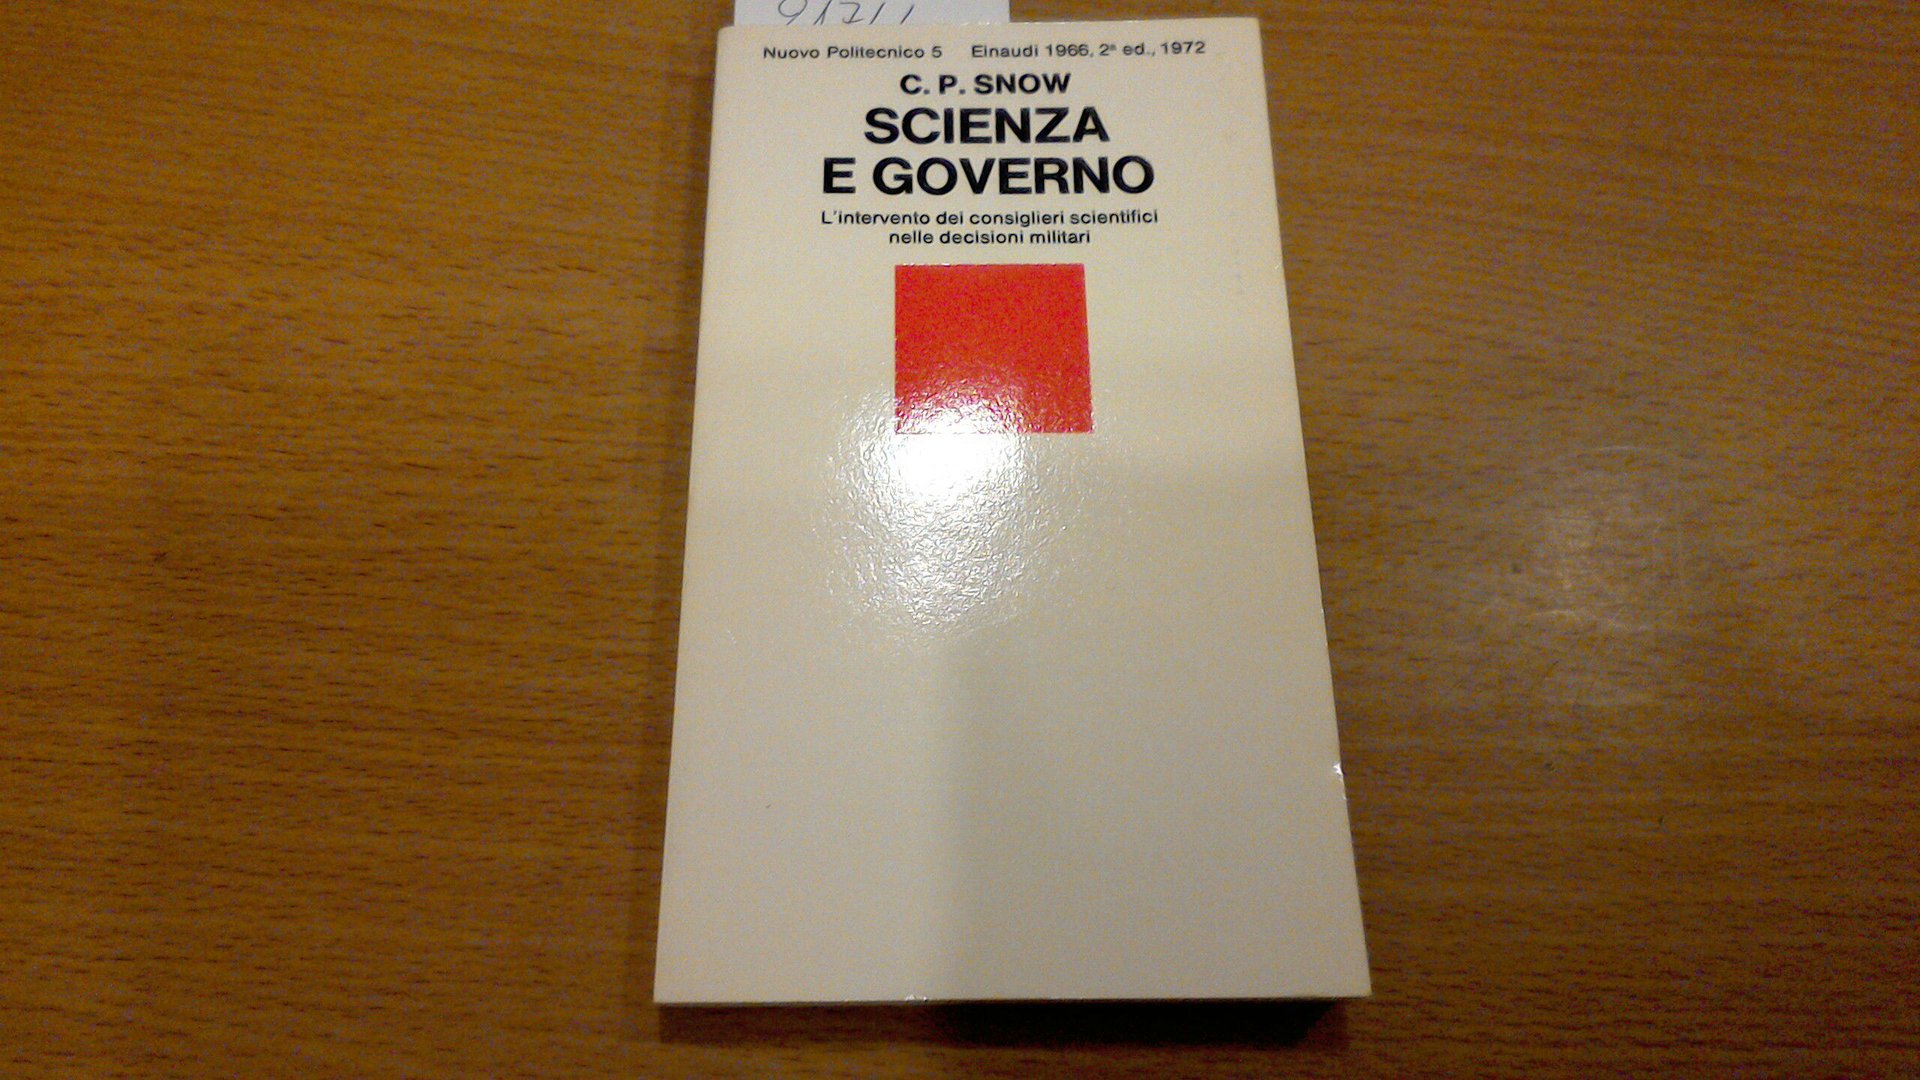 Nuovo Politecnico 5 Einaudi 1966, 2ª ed., 1972
C. P. SNOW
SCIENZA
E GOVERNO
L'intervento dei consiglieri scientifici
nelle decisioni militari